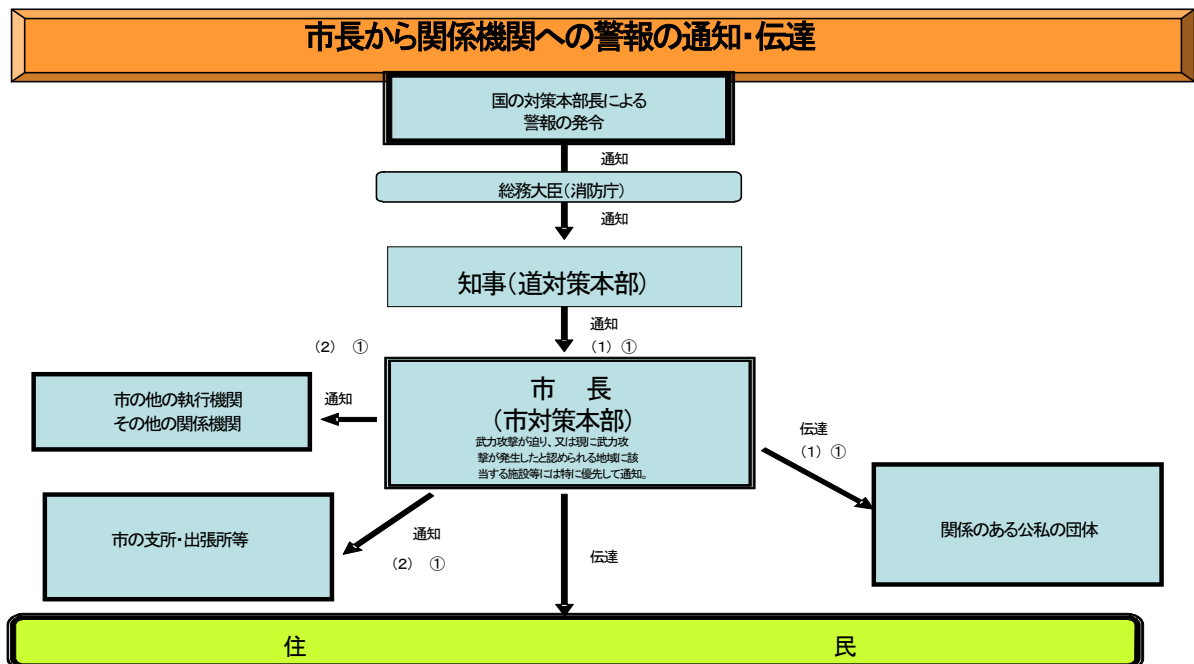 市長から関係機関への警報の通知・伝達
国の対策本部長による
警報の発令
通知
総務大臣(消防庁)
通知
知事(道対策本部)
通知
(2) ①
(1) ①
市 長
(市対策本部)
武力攻撃が迫り、又は現に武力攻
撃が発生したと認められる地域に該
当する施設等には特に優先して通知。
市の他の執行機関
その他の関係機関
通知
伝達
(1) ①
市の支所・出張所等
通知
(2) ①
伝達
関係のある公私の団体
住 民